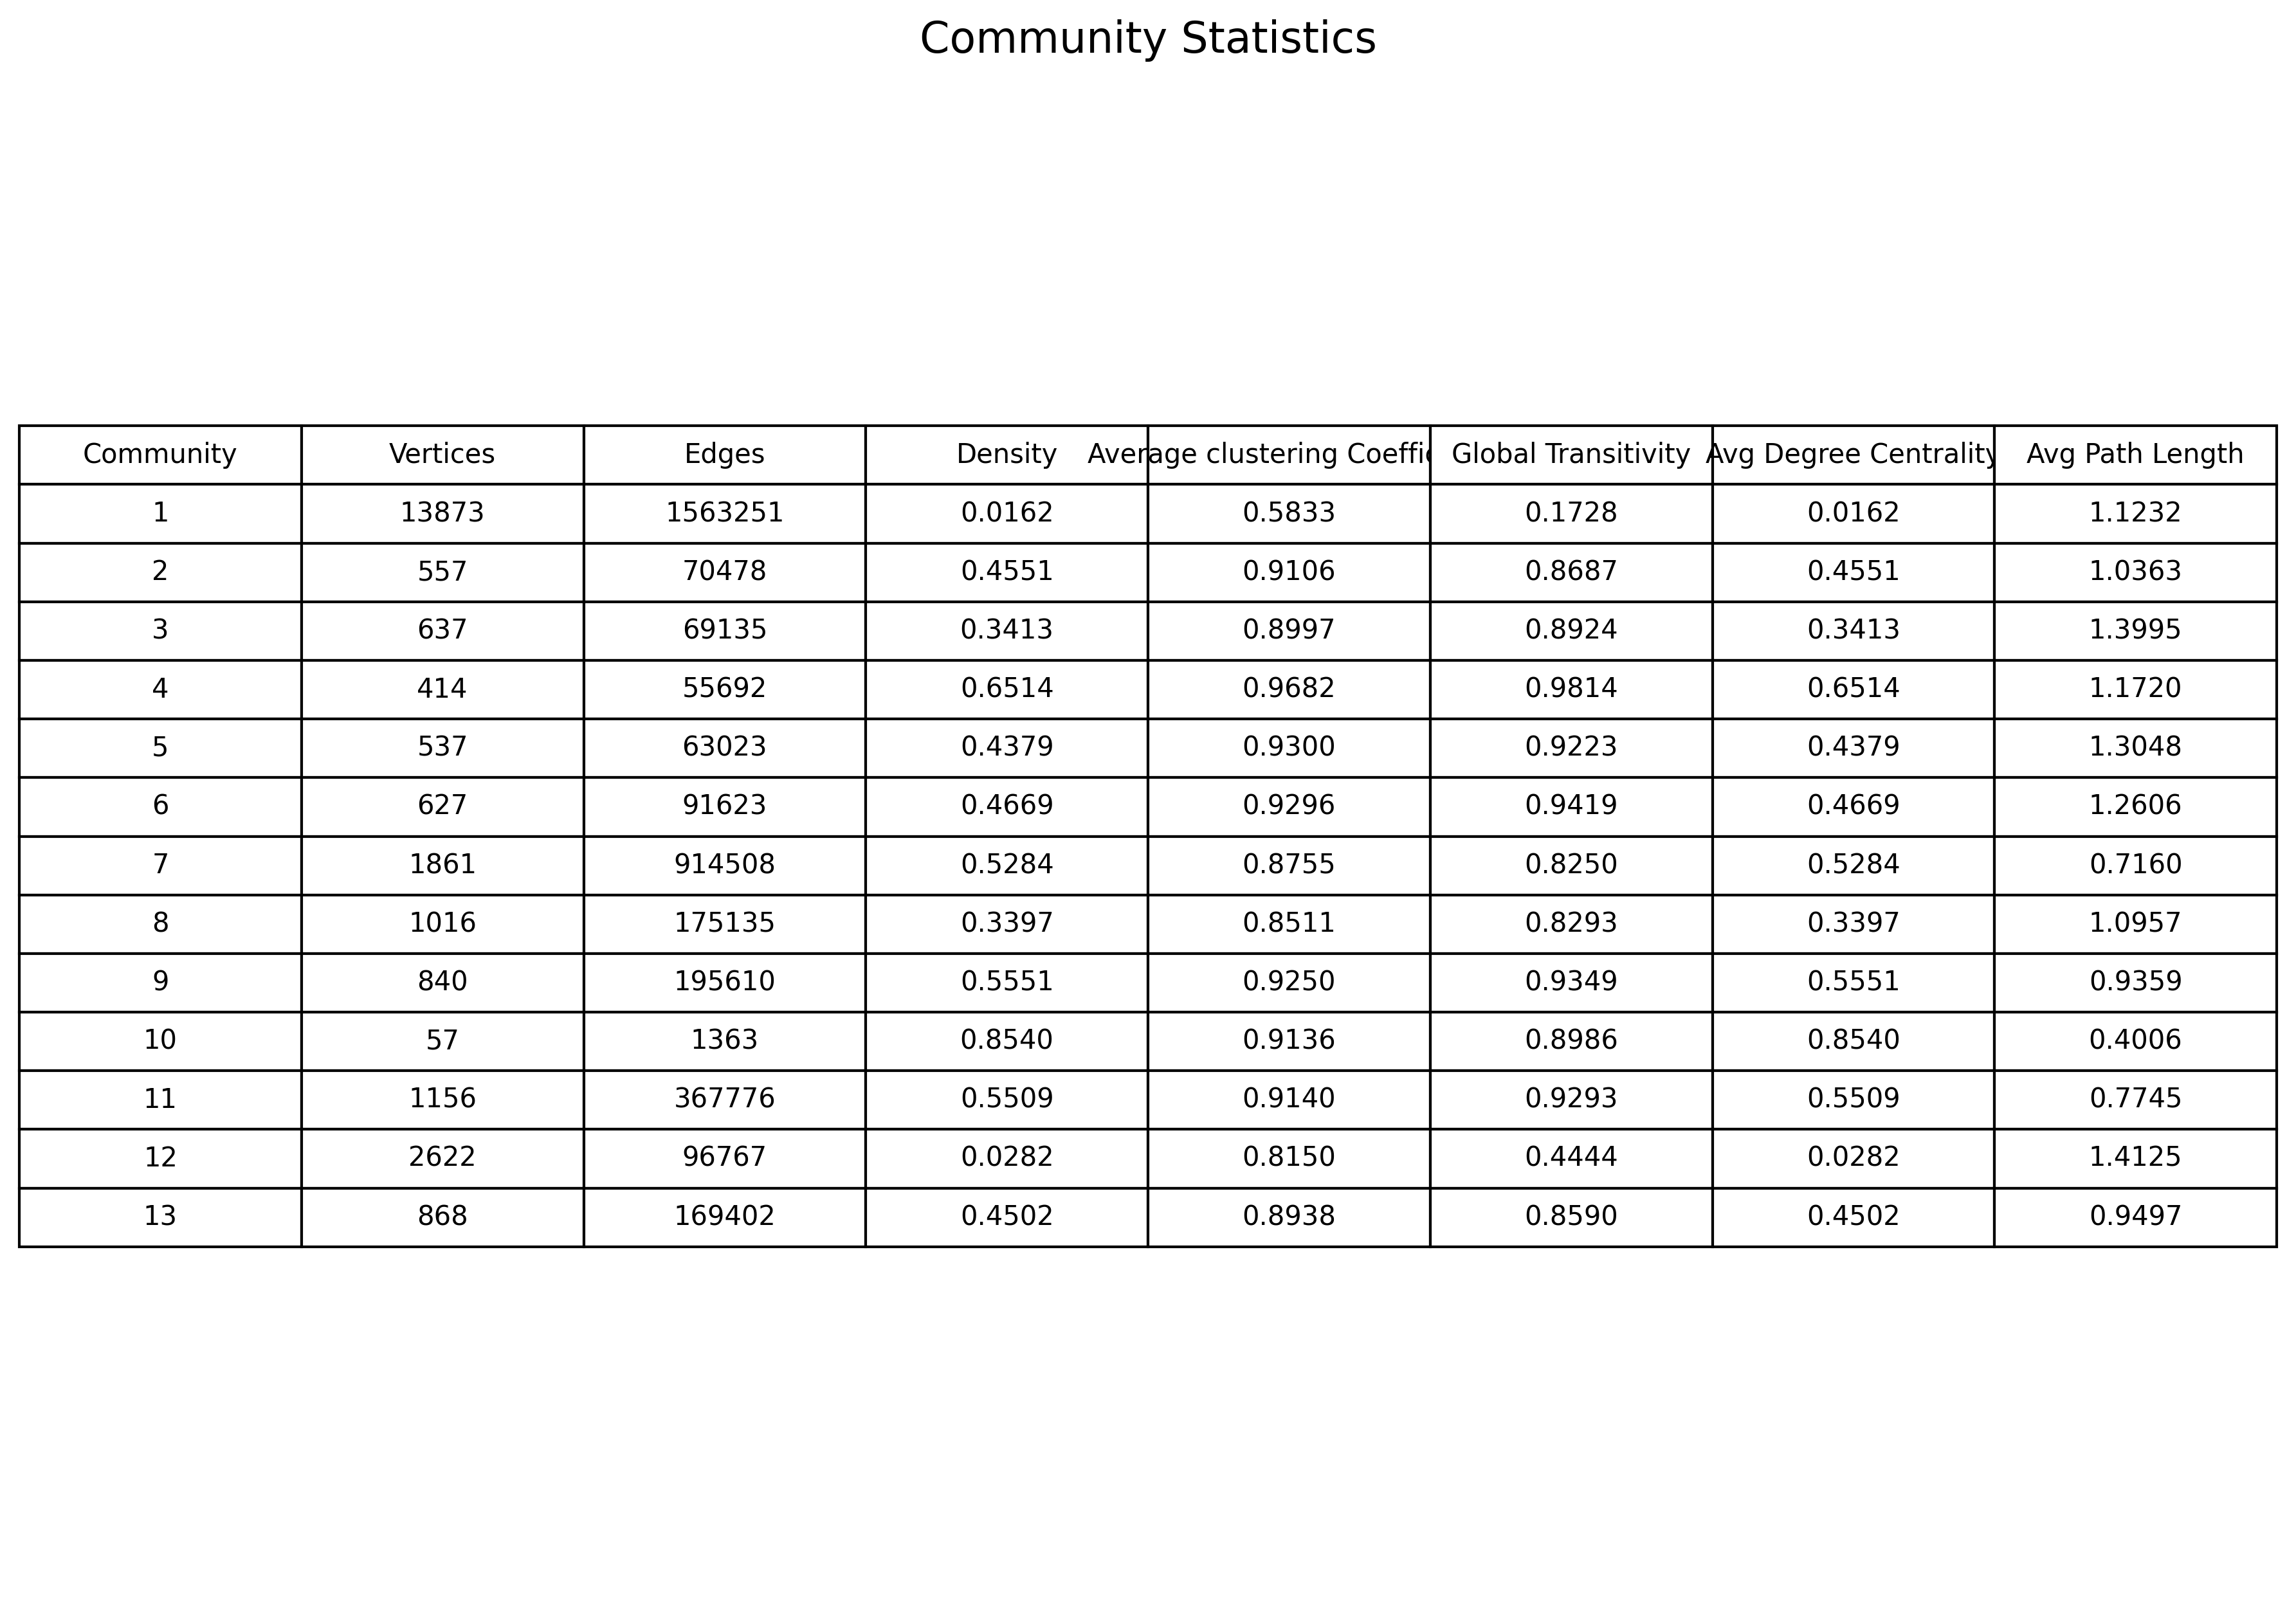 Community Statistics
Community Vertices Edges Density Average clustering Coeffic Global Transitivity Avg Degree Centrality Avg Path Length
1 13873 1563251 0.0162 0.5833 0.1728 0.0162 1.1232
2 557 70478 0.4551 0.9106 0.8687 0.4551 1.0363
3 637 69135 0.3413 0.8997 0.8924 0.3413 1.3995
4 414 55692 0.6514 0.9682 0.9814 0.6514 1.1720
5 537 63023 0.4379 0.9300 0.9223 0.4379 1.3048
6 627 91623 0.4669 0.9296 0.9419 0.4669 1.2606
7 1861 914508 0.5284 0.8755 0.8250 0.5284 0.7160
8 1016 175135 0.3397 0.8511 0.8293 0.3397 1.0957
9 840 195610 0.5551 0.9250 0.9349 0.5551 0.9359
10 57 1363 0.8540 0.9136 0.8986 0.8540 0.4006
11 1156 367776 0.5509 0.9140 0.9293 0.5509 0.7745
12 2622 96767 0.0282 0.8150 0.4444 0.0282 1.4125
13 868 169402 0.4502 0.8938 0.8590 0.4502 0.9497